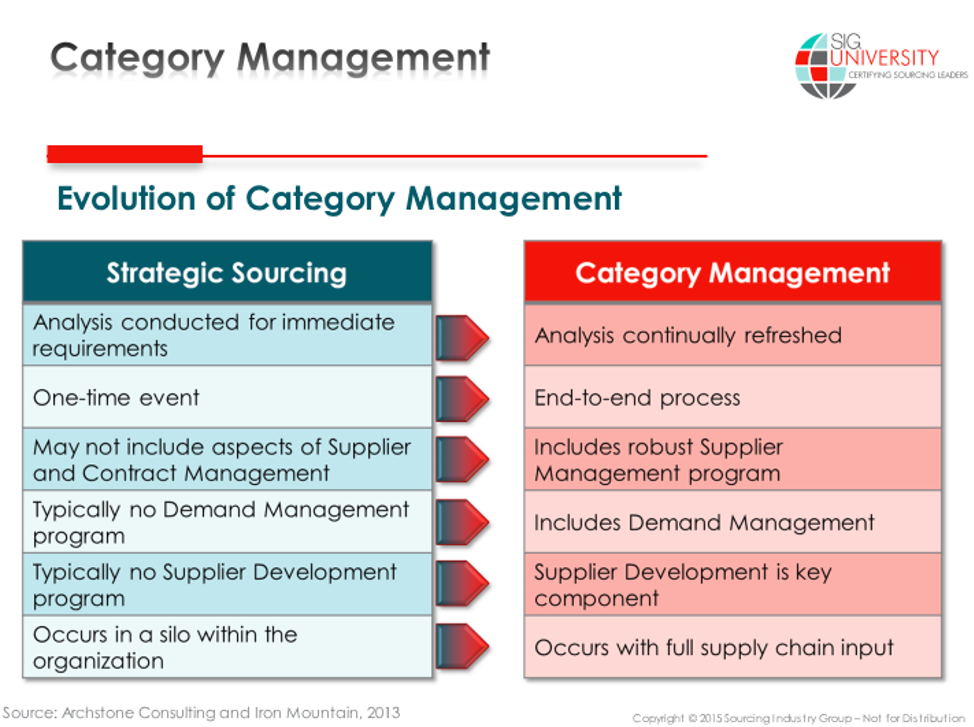 Category Management
SIG
UNIVERSITY
CERTIFYING SOURCING LEADERS
Evolution of Category Management
Strategic Sourcing
Category Management
Analysis conducted for immediate
requirements
Analysis continually refreshed
One-time event
End-to-end process
May not include aspects of Supplier
and Contract Management
Includes robust Supplier
Management program
Typically no Demand Management
program
Includes Demand Management
Typically no Supplier Development
program
Supplier Development is key
component
Occurs in a silo within the
organization
Occurs with full supply chain input
Source: Archstone Consulting and Iron Mountain, 2013
Copyright © 2015 Sourcing Industry Group – Not for Distribution.